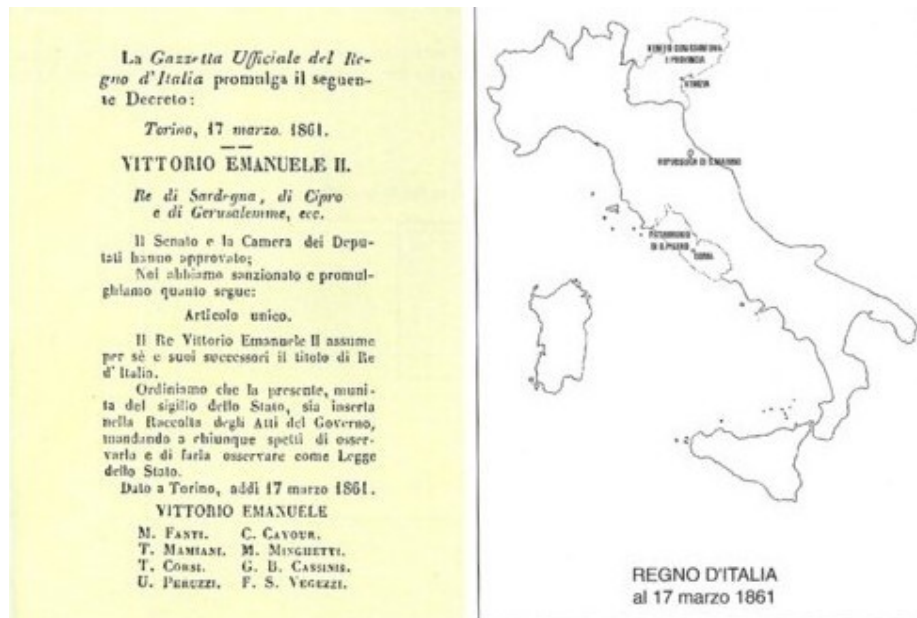 La Gazzetta Ufficiale del Re-
gno d'Italia promulga il seguen-
te Decreto:
Torino, 17 marzo. 1861.
VITTORIO EMANUELE II.
Re di Sardegna, di Cipro
e di Gerusalemme, ecc.
Il Senato e la Camera dei Depu-
tati hanno approvato;
Noi abbiamo sanzionato e promul-
ghiamo quanto segue:
Articolo unico.
Il Re Vittorio Emanuele II assume
per sè e suoi successori il titolo di Re
d'Italia.
Ordiniamo che la presente, muni-
ta del sigillo dello Stato, sia inserta
nella Raccolta degli Atti del Governo,
mandando a chiunque spetti di osser-
varla e di farla osservare come Legge
dello Stato.
Dato a Torino, addì 17 marzo 1861.
VITTORIO EMANUELE
M. FANTI. C. CAVOUR.
T. MAMIANI. M. MINGHETTI.
T. CORSI. G. B. CASSINIS.
U. PERUZZI. F. S. VEGEZZI.
VENETO
E PROVINCIA
VENEZIA
REPUBBLICA DI S. MARINO
PATRIMONIO
DI S. PIETRO
ROMA
REGNO D'ITALIA
al 17 marzo 1861